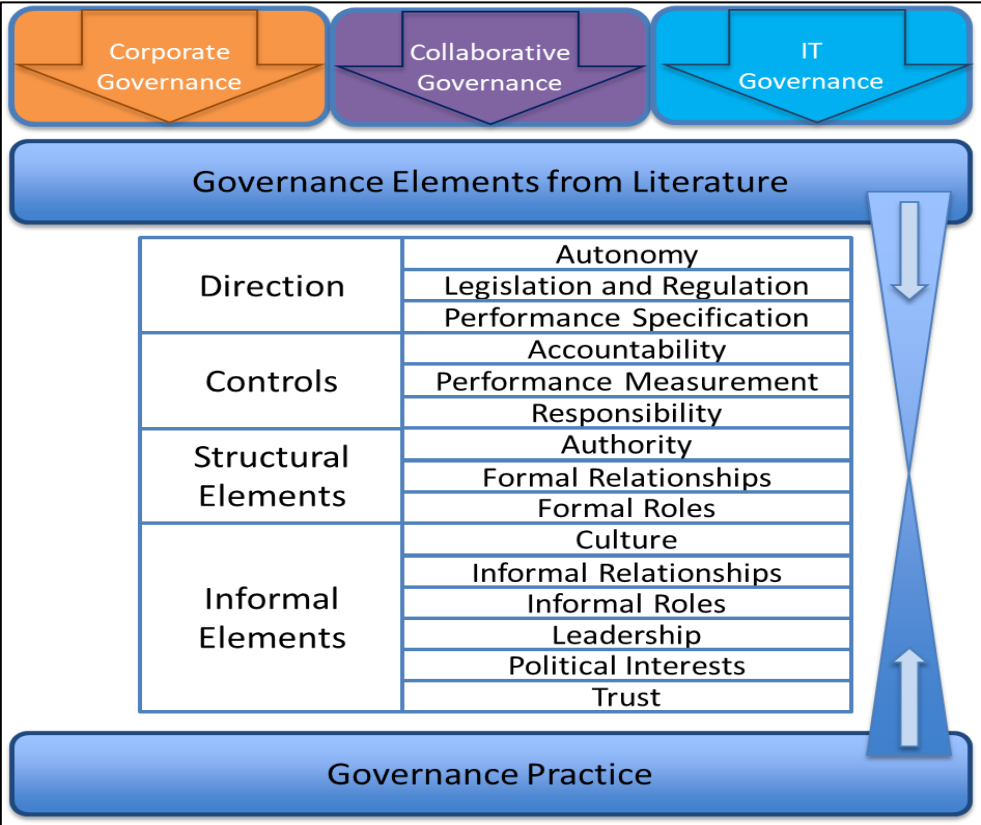 Corporate
Governance
Collaborative
Governance
IT
Governance
Governance Elements from Literature
Direction
Autonomy
Legislation and Regulation
Performance Specification
Controls
Accountability
Performance Measurement
Responsibility
Structural
Elements
Authority
Formal Relationships
Formal Roles
Informal
Elements
Culture
Informal Relationships
Informal Roles
Leadership
Political Interests
Trust
Governance Practice